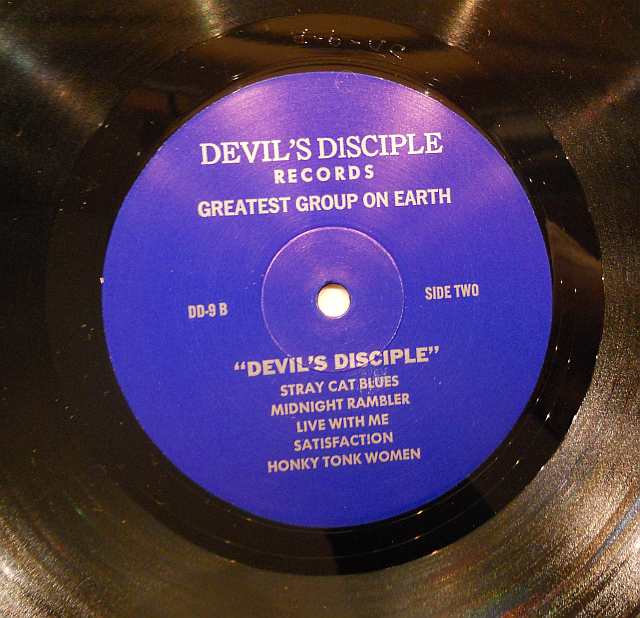 DEVIL'S DISCIPLE
RECORDS
GREATEST GROUP ON EARTH
DD-9 B
SIDE TWO
"DEVIL'S DISCIPLE"
STRAY CAT BLUES
MIDNIGHT RAMBLER
LIVE WITH ME
SATISFACTION
HONKY TONK WOMEN